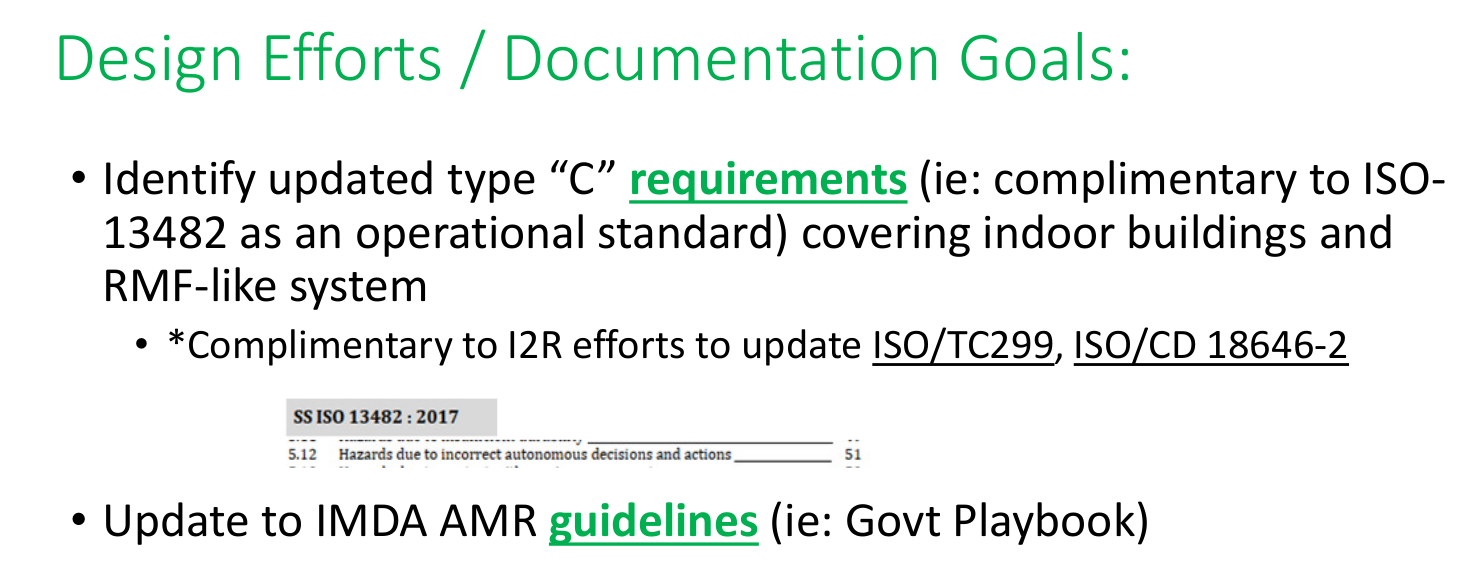 Design Efforts / Documentation Goals:
• Identify updated type “C” requirements (ie: complimentary to ISO-
13482 as an operational standard) covering indoor buildings and
RMF-like system
• *Complimentary to I2R efforts to update ISO/TC299, ISO/CD 18646-2
SS ISO 13482 : 2017
5.12 Hazards due to incorrect autonomous decisions and actions 51
• Update to IMDA AMR guidelines (ie: Govt Playbook)